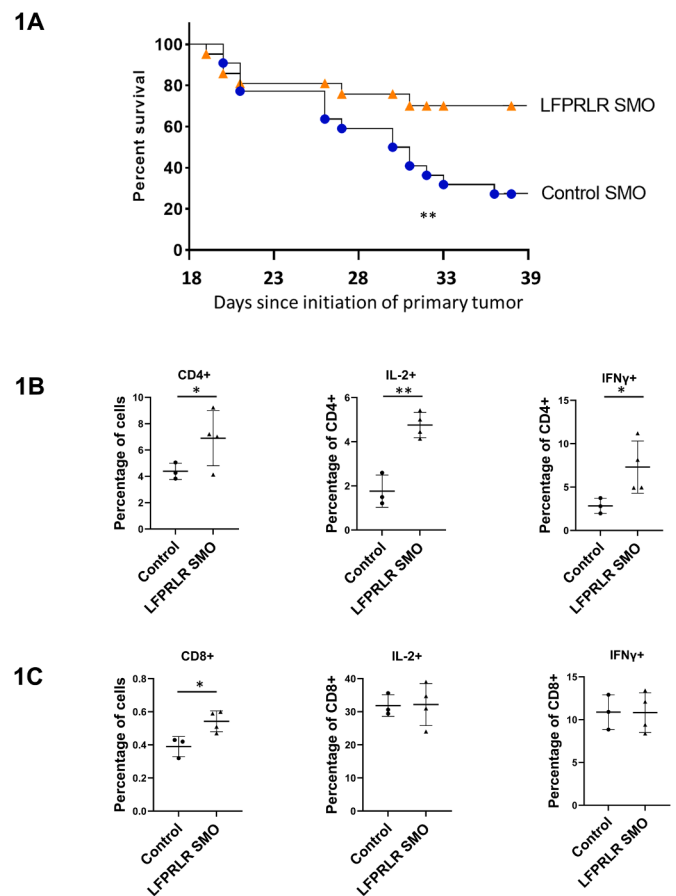 1A
Percent survival
100
80
60
40
20
0
18
23
28
33
39
**
LFPRLR SMO
Control SMO
Days since initiation of primary tumor
1B
CD4+
*
Percentage of cells
10
8
6
4
2
0
Control
LFPRLR SMO
IL-2+
**
Percentage of CD4+
6
4
2
0
Control
LFPRLR SMO
IFNγ+
*
Percentage of CD4+
15
10
5
0
Control
LFPRLR SMO
1C
CD8+
*
Percentage of cells
0.8
0.6
0.4
0.2
0.0
Control
LFPRLR SMO
IL-2+
Percentage of CD8+
40
30
20
10
0
Control
LFPRLR SMO
IFNγ+
Percentage of CD8+
15
10
5
0
Control
LFPRLR SMO